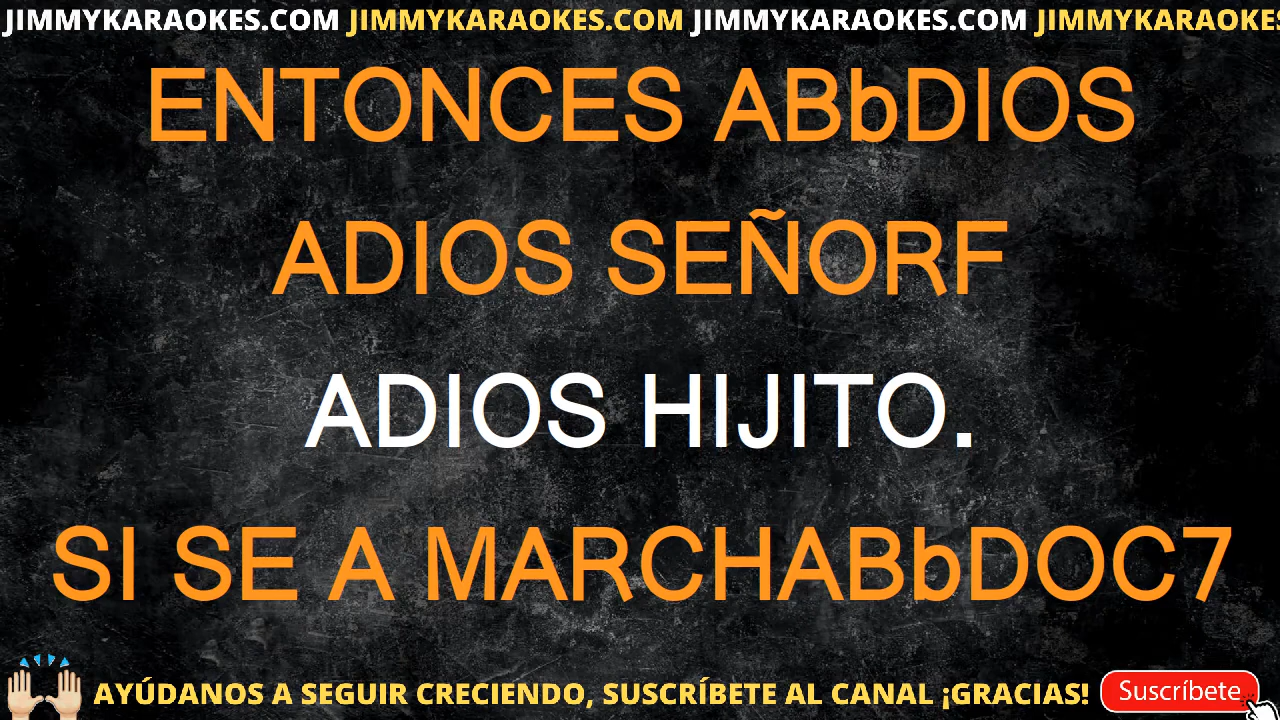 JIMMYKARAOKES.COM JIMMYKARAOKES.COM JIMMYKARAOKES.COM JIMMYKARAOKES.
ENTONCES ABbDIOS
ADIOS SEÑORF
ADIOS HIJITO.
SI SE A MARCHABbDOC7
AYÚDANOS A SEGUIR CRECIENDO, SUSCRÍBETE AL CANAL ¡GRACIAS! Suscríbete